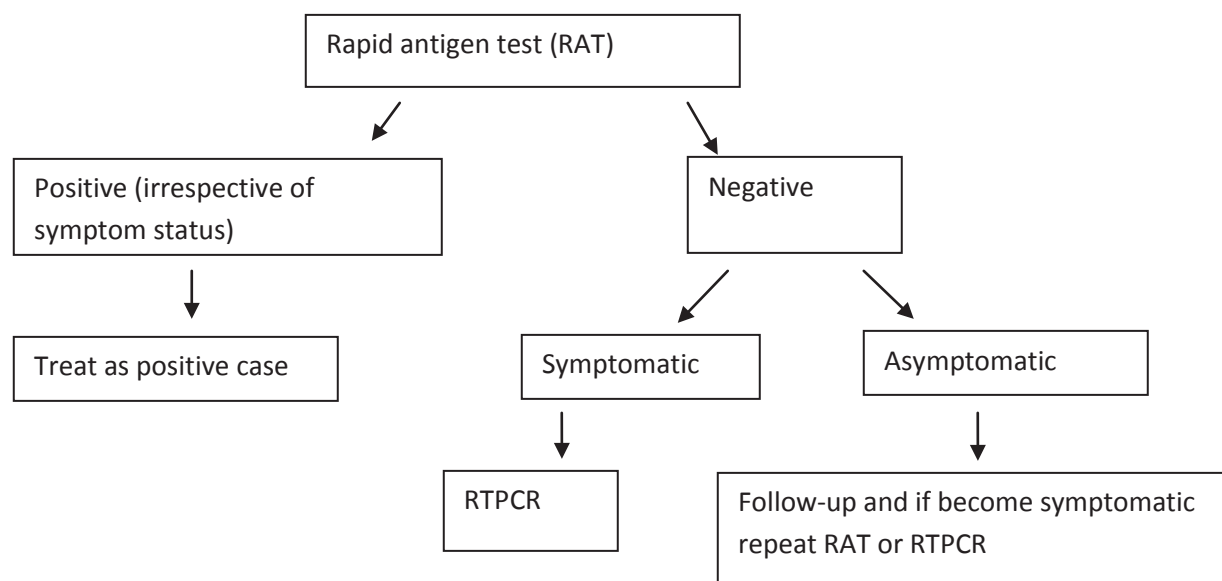 Rapid antigen test (RAT)
Positive (irrespective of
symptom status)
Negative
Treat as positive case
Symptomatic
Asymptomatic
RTPCR
Follow-up and if become symptomatic
repeat RAT or RTPCR